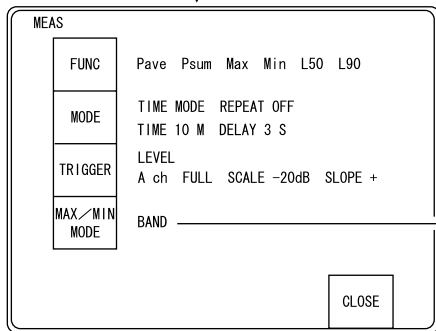 MEAS
FUNC Pave Psum Max Min L50 L90
MODE TIME MODE REPEAT OFF
TIME 10 M DELAY 3 S
TRIGGER LEVEL
A ch FULL SCALE -20dB SLOPE +
MAX/MIN
MODE BAND
CLOSE